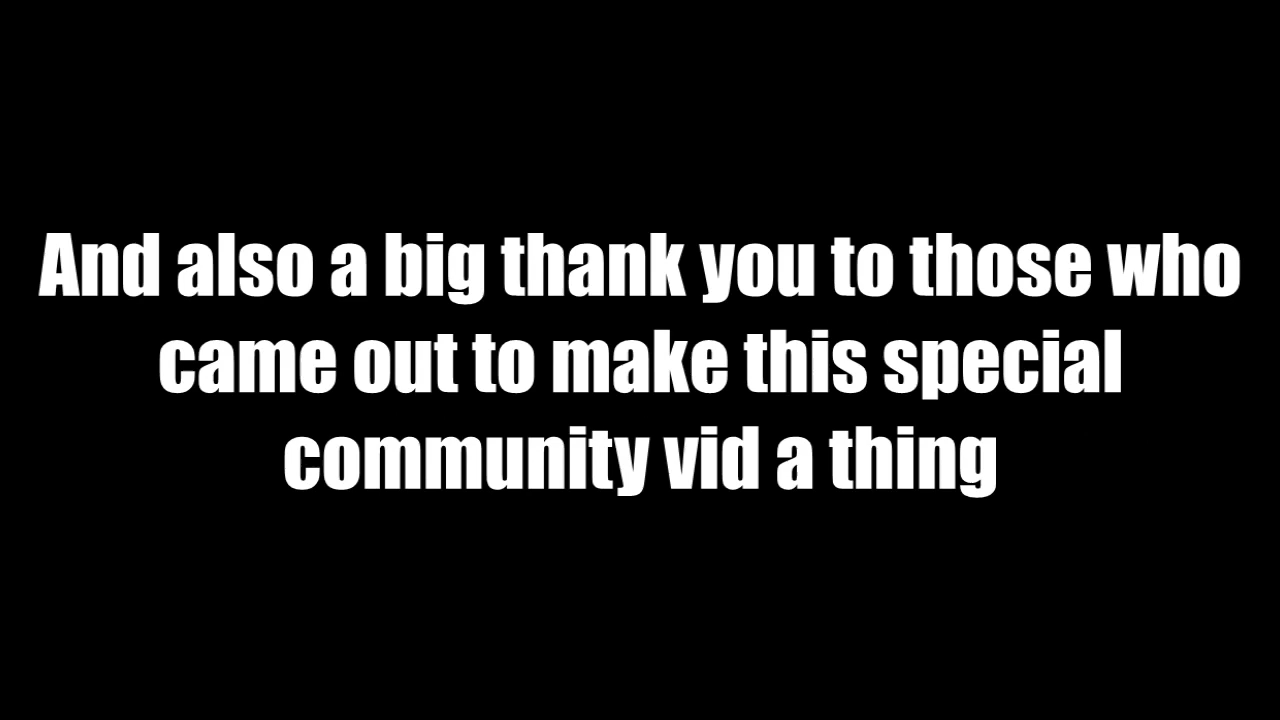 And also a big thank you to those who
came out to make this special
community vid a thing